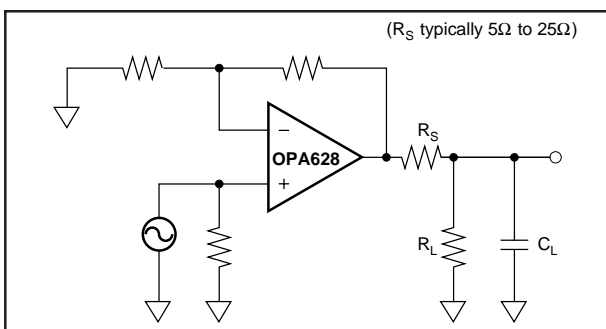 (R_S typically 5Ω to 25Ω)
−
OPA628
+
R_S
R_L
C_L